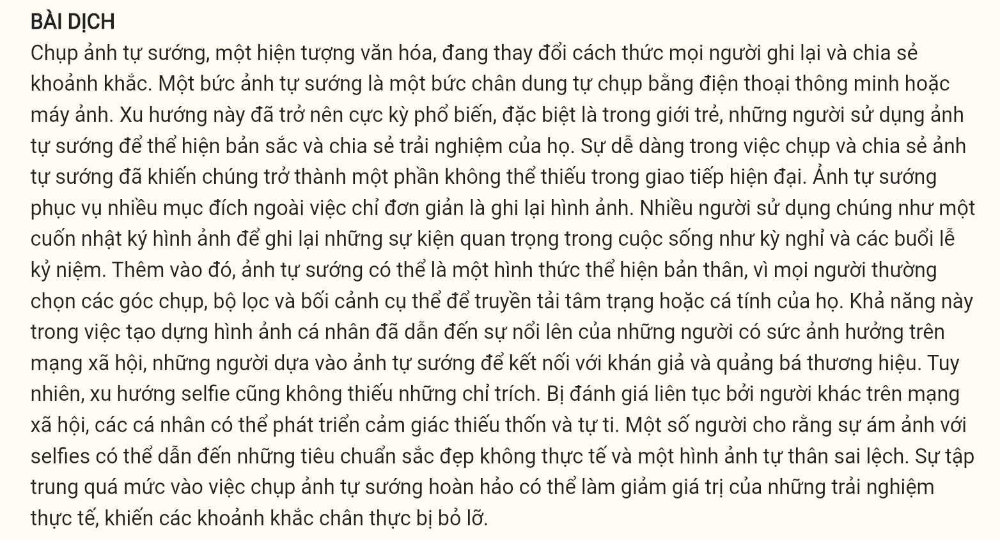 BÀI DỊCH
Chụp ảnh tự sướng, một hiện tượng văn hóa, đang thay đổi cách thức mọi người ghi lại và chia sẻ
khoảnh khắc. Một bức ảnh tự sướng là một bức chân dung tự chụp bằng điện thoại thông minh hoặc
máy ảnh. Xu hướng này đã trở nên cực kỳ phổ biến, đặc biệt là trong giới trẻ, những người sử dụng ảnh
tự sướng để thể hiện bản sắc và chia sẻ trải nghiệm của họ. Sự dễ dàng trong việc chụp và chia sẻ ảnh
tự sướng đã khiến chúng trở thành một phần không thể thiếu trong giao tiếp hiện đại. Ảnh tự sướng
phục vụ nhiều mục đích ngoài việc chỉ đơn giản là ghi lại hình ảnh. Nhiều người sử dụng chúng như một
cuốn nhật ký hình ảnh để ghi lại những sự kiện quan trọng trong cuộc sống như kỳ nghỉ và các buổi lễ
kỷ niệm. Thêm vào đó, ảnh tự sướng có thể là một hình thức thể hiện bản thân, vì mọi người thường
chọn các góc chụp, bộ lọc và bối cảnh cụ thể để truyền tải tâm trạng hoặc cá tính của họ. Khả năng này
trong việc tạo dựng hình ảnh cá nhân đã dẫn đến sự nổi lên của những người có sức ảnh hưởng trên
mạng xã hội, những người dựa vào ảnh tự sướng để kết nối với khán giả và quảng bá thương hiệu. Tuy
nhiên, xu hướng selfie cũng không thiếu những chỉ trích. Bị đánh giá liên tục bởi người khác trên mạng
xã hội, các cá nhân có thể phát triển cảm giác thiếu thốn và tự ti. Một số người cho rằng sự ám ảnh với
selfies có thể dẫn đến những tiêu chuẩn sắc đẹp không thực tế và một hình ảnh tự thân sai lệch. Sự tập
trung quá mức vào việc chụp ảnh tự sướng hoàn hảo có thể làm giảm giá trị của những trải nghiệm
thực tế, khiến các khoảnh khắc chân thực bị bỏ lỡ.